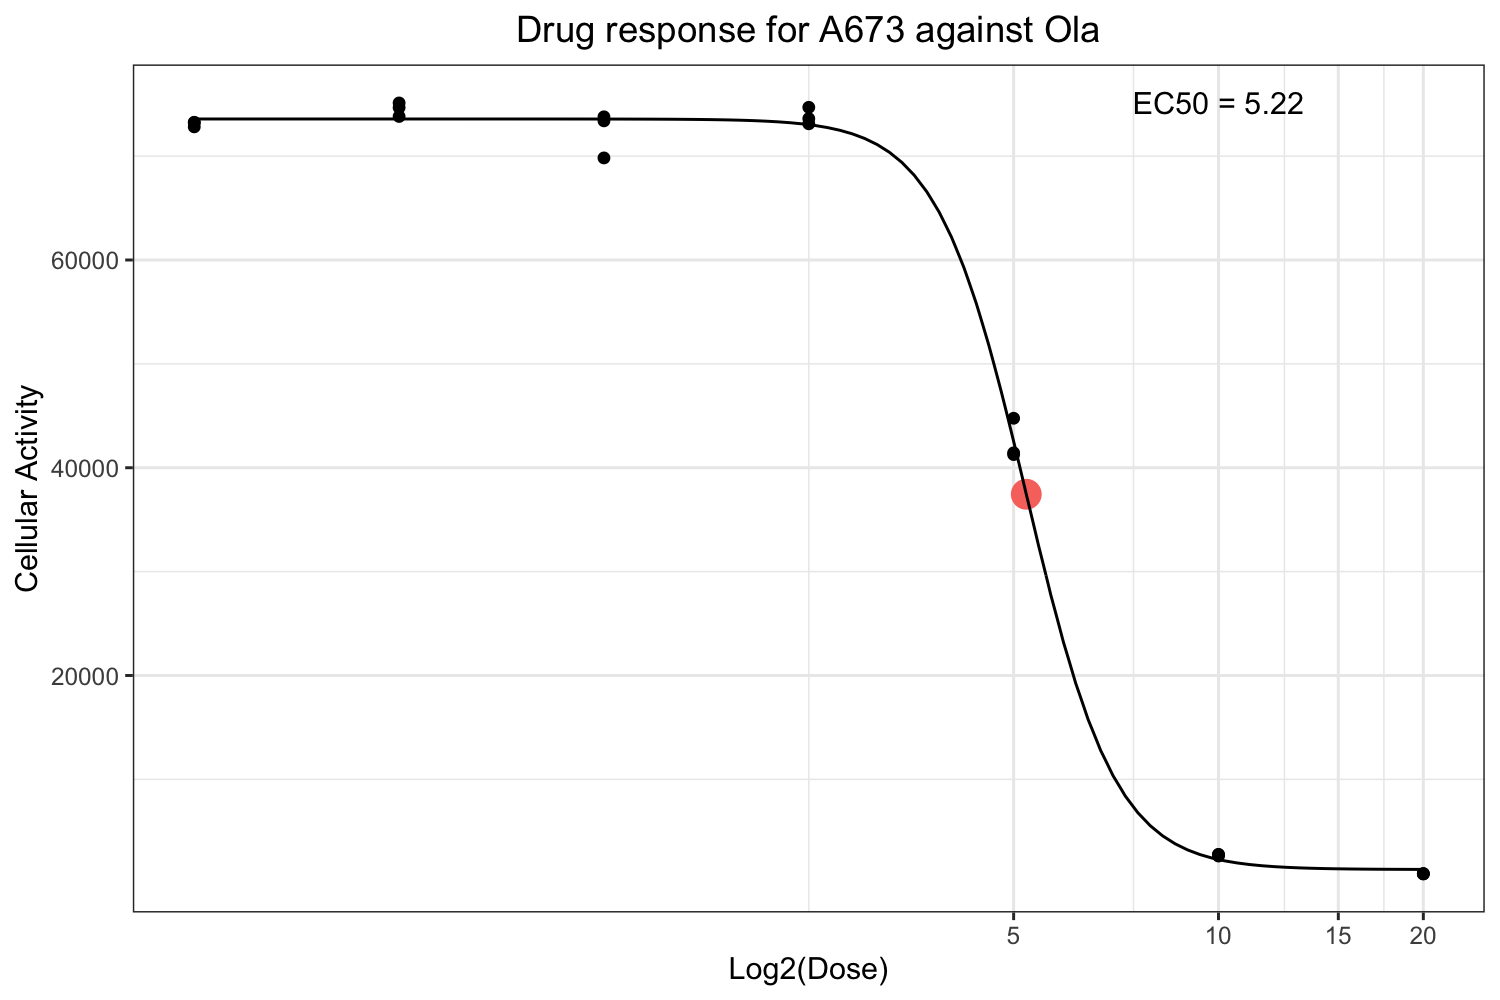 Drug response for A673 against Ola
EC50 = 5.22
60000
40000
20000
Cellular Activity
5 10 15 20
Log2(Dose)